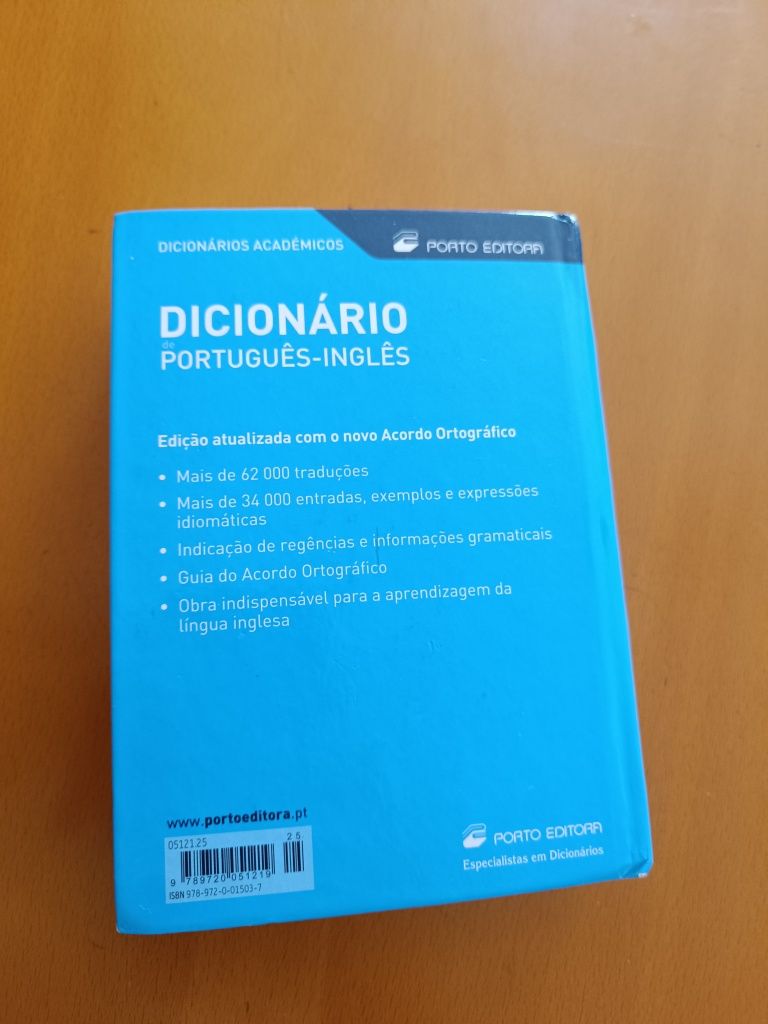 DICIONÁRIOS ACADÉMICOS
PORTO EDITORA
DICIONÁRIO
de
PORTUGUÊS-INGLÊS
Edição atualizada com o novo Acordo Ortográfico
• Mais de 62 000 traduções
• Mais de 34 000 entradas, exemplos e expressões
idiomáticas
• Indicação de regências e informações gramaticais
• Guia do Acordo Ortográfico
• Obra indispensável para a aprendizagem da
língua inglesa
www.portoeditora.pt
05121.25
25
9 789720 051219
ISBN 978-972-0-01503-7
PORTO EDITORA
Especialistas em Dicionários